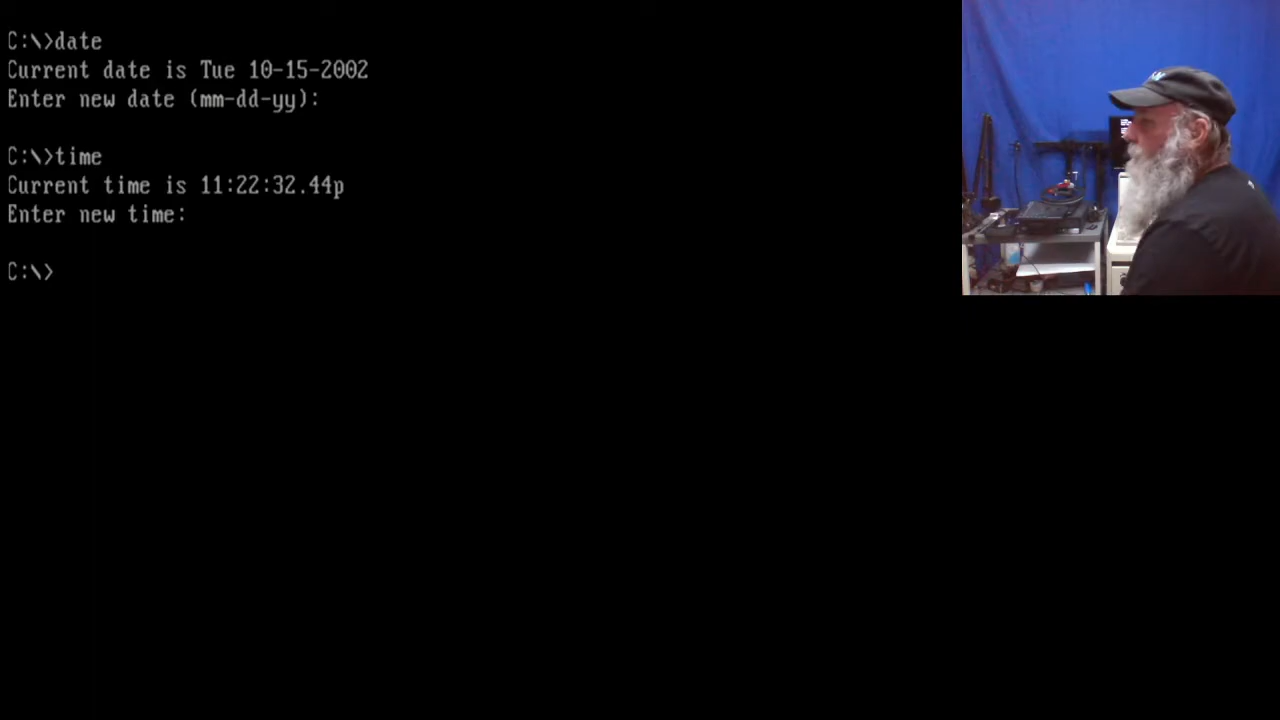 C:\>date
Current date is Tue 10-15-2002
Enter new date (mm-dd-yy):
C:\>time
Current time is 11:22:32.44p
Enter new time:
C:\>